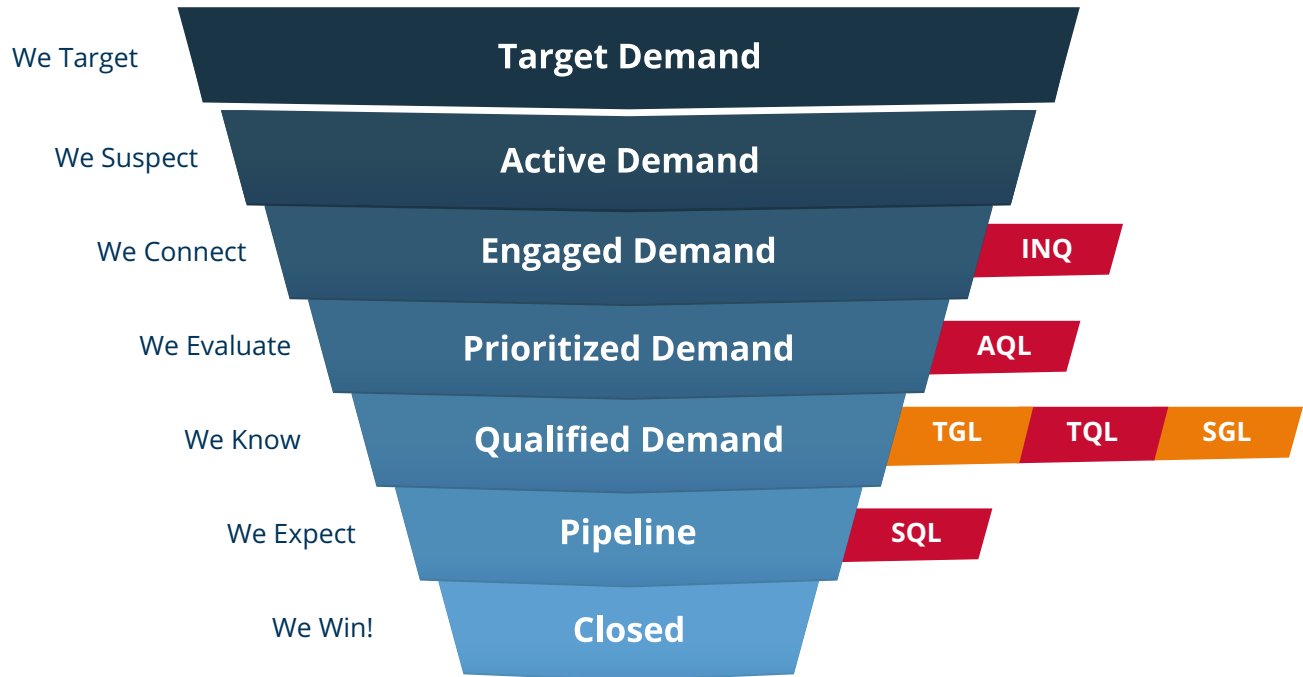 We Target
Target Demand
We Suspect
Active Demand
We Connect
Engaged Demand
INQ
We Evaluate
Prioritized Demand
AQL
We Know
Qualified Demand
TGL
TQL
SGL
We Expect
Pipeline
SQL
We Win!
Closed